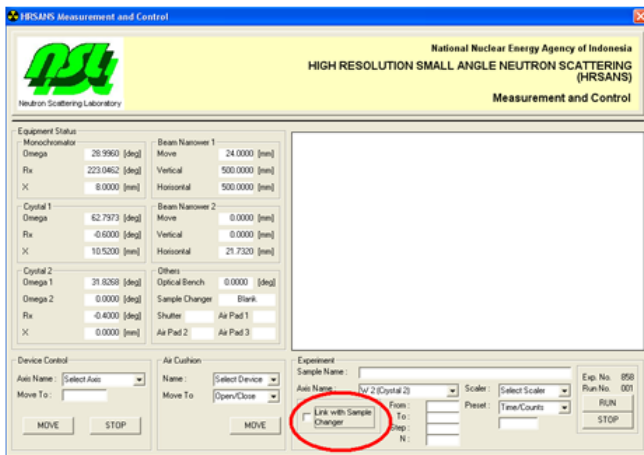 HRSANS Measurement and Control
nsl
Neutron Scattering Laboratory
National Nuclear Energy Agency of Indonesia
HIGH RESOLUTION SMALL ANGLE NEUTRON SCATTERING
(HRSANS)
Measurement and Control
Equipment Status
Monochromator
Omega 28.9960 [deg]
Rx 223.0462 [deg]
X 8.0000 [mm]
Beam Narrower 1
Move 24.0000 [mm]
Vertical 500.0000 [mm]
Horisontal 500.0000 [mm]
Crystal 1
Omega 62.7973 [deg]
Rx -0.6000 [deg]
X 10.5200 [mm]
Beam Narrower 2
Move 0.0000 [mm]
Vertical 0.0000 [mm]
Horisontal 21.7320 [mm]
Crystal 2
Omega 1 31.8268 [deg]
Omega 2 0.0000 [deg]
Rx -0.4000 [deg]
X 0.0000 [mm]
Others
Optical Bench 0.0000 [deg]
Sample Changer Blank
Shutter Air Pad 1
Air Pad 2 Air Pad 3
Device Control
Axis Name : Select Axis
Move To :
MOVE STOP
Air Cushion
Name : Select Device
Move To Open/Close
MOVE
Experiment
Sample Name :
Axis Name : W 2 (Crystal 2)
Link with Sample
Changer
From :
To :
Step :
N :
Scaler : Select Scaler
Preset : Time/Counts
Exp. No. 858
Run No. 001
RUN
STOP